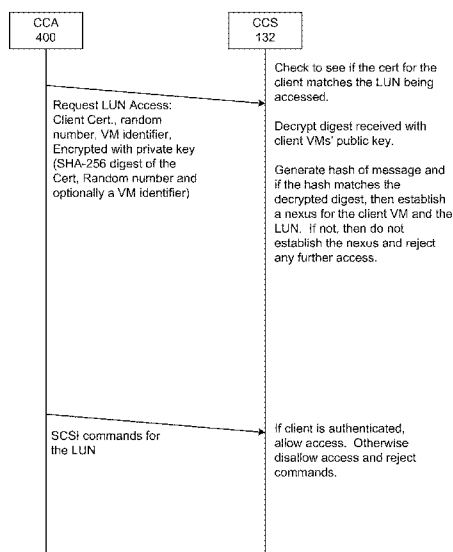 CCA
400
CCS
132
Check to see if the cert for the
client matches the LUN being
accessed.
Request LUN Access:
Client Cert., random
number, VM identifier,
Encrypted with private key
(SHA-256 digest of the
Cert, Random number and
optionally a VM identifier)
Decrypt digest received with
client VMs' public key.
Generate hash of message and
if the hash matches the
decrypted digest, then establish
a nexus for the client VM and the
LUN. If not, then do not
establish the nexus and reject
any further access.
SCSI commands for
the LUN
If client is authenticated,
allow access. Otherwise
disallow access and reject
commands.